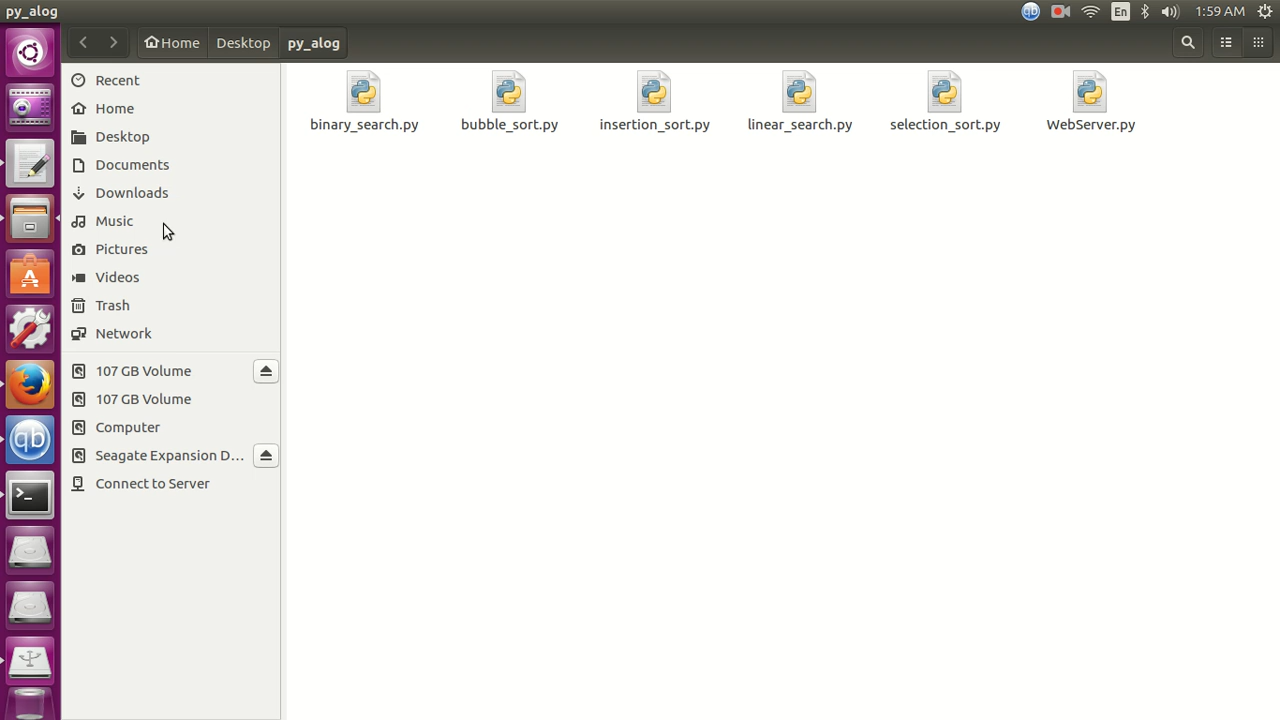 py_alog
qb
En
1:59 AM
Home
Desktop
py_alog
Recent
Home
Desktop
Documents
Downloads
Music
Pictures
Videos
Trash
Network
107 GB Volume
107 GB Volume
Computer
Seagate Expansion D...
Connect to Server
binary_search.py
bubble_sort.py
insertion_sort.py
linear_search.py
selection_sort.py
WebServer.py
A
qb
>_